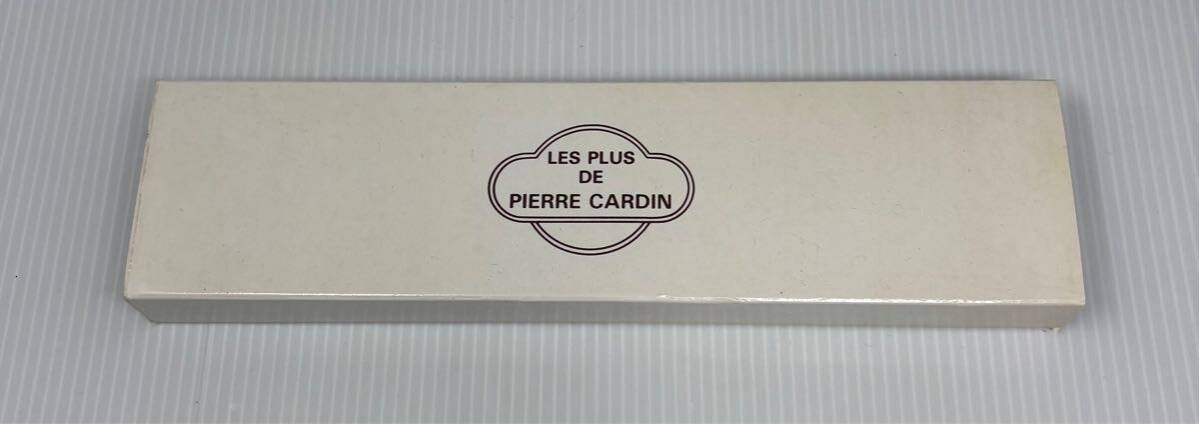 LES PLUS
DE
PIERRE CARDIN